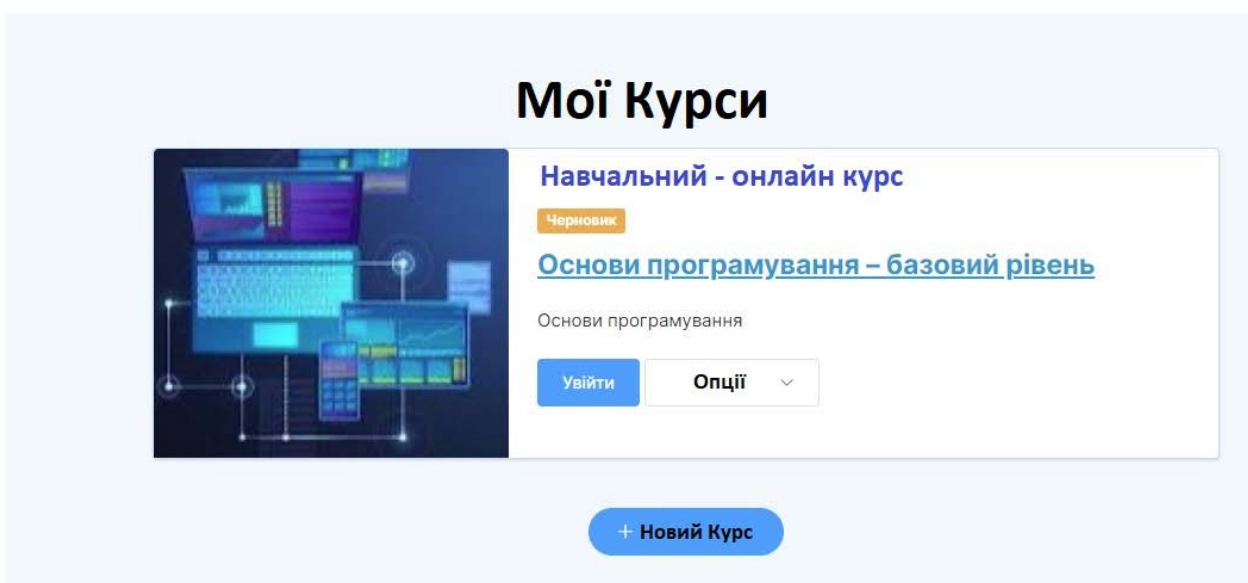 Мої Курси
Навчальний - онлайн курс
Черновик
Основи програмування – базовий рівень
Основи програмування
Увійти
Опції
+ Новий Курс